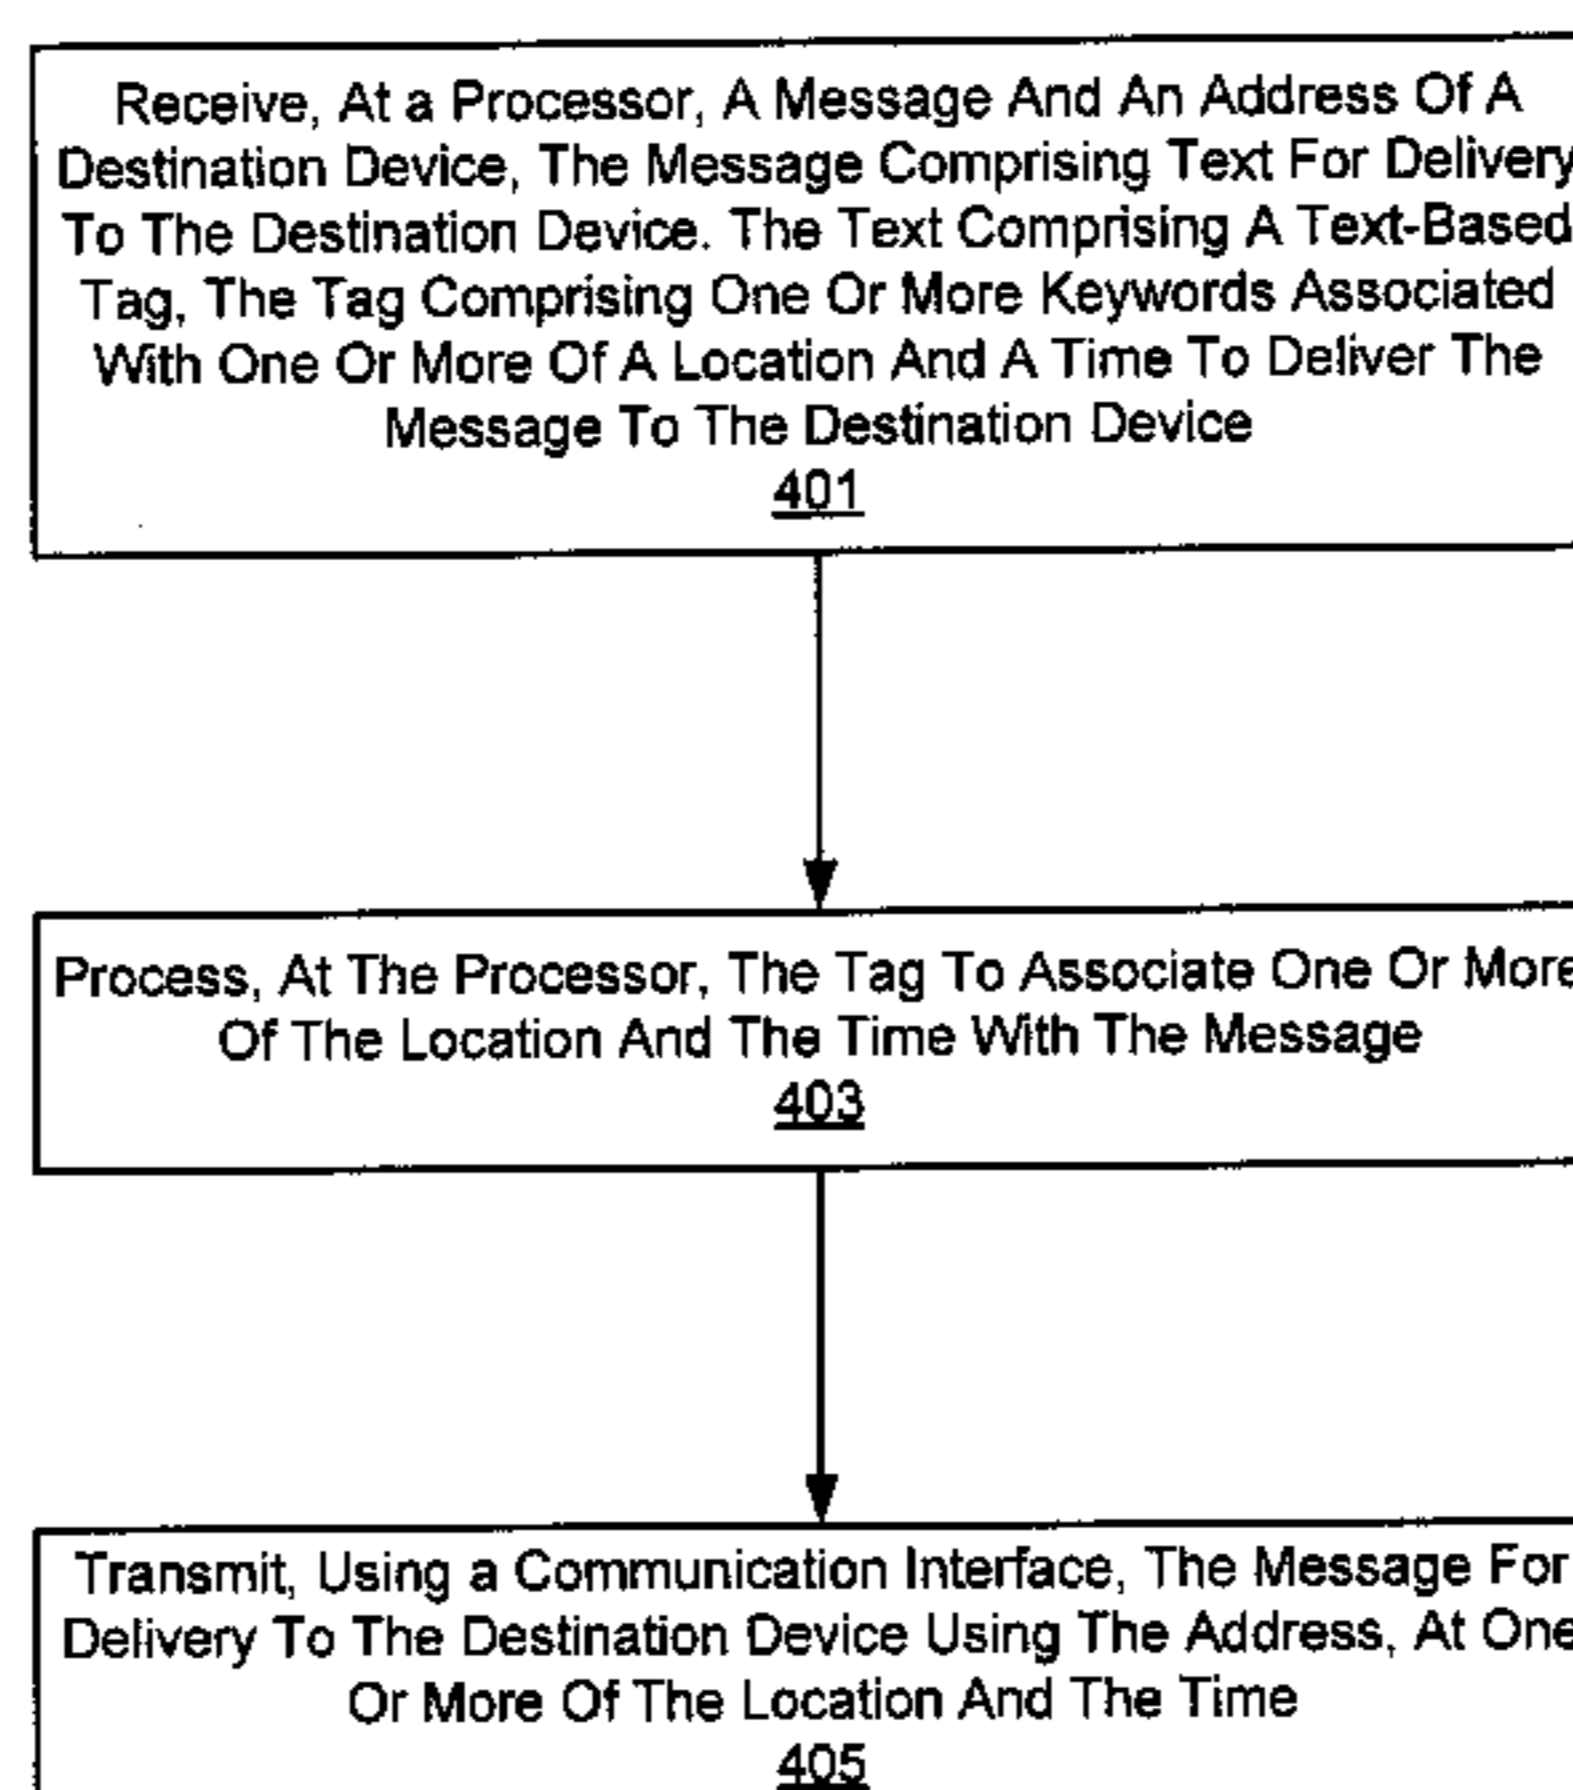 Receive, At a Processor, A Message And An Address Of A
Destination Device, The Message Comprising Text For Delivery
To The Destination Device. The Text Comprising A Text-Based
Tag, The Tag Comprising One Or More Keywords Associated
With One Or More Of A Location And A Time To Deliver The
Message To The Destination Device
401
Process, At The Processor, The Tag To Associate One Or More
Of The Location And The Time With The Message
403
Transmit, Using a Communication Interface, The Message For
Delivery To The Destination Device Using The Address, At One
Or More Of The Location And The Time
405